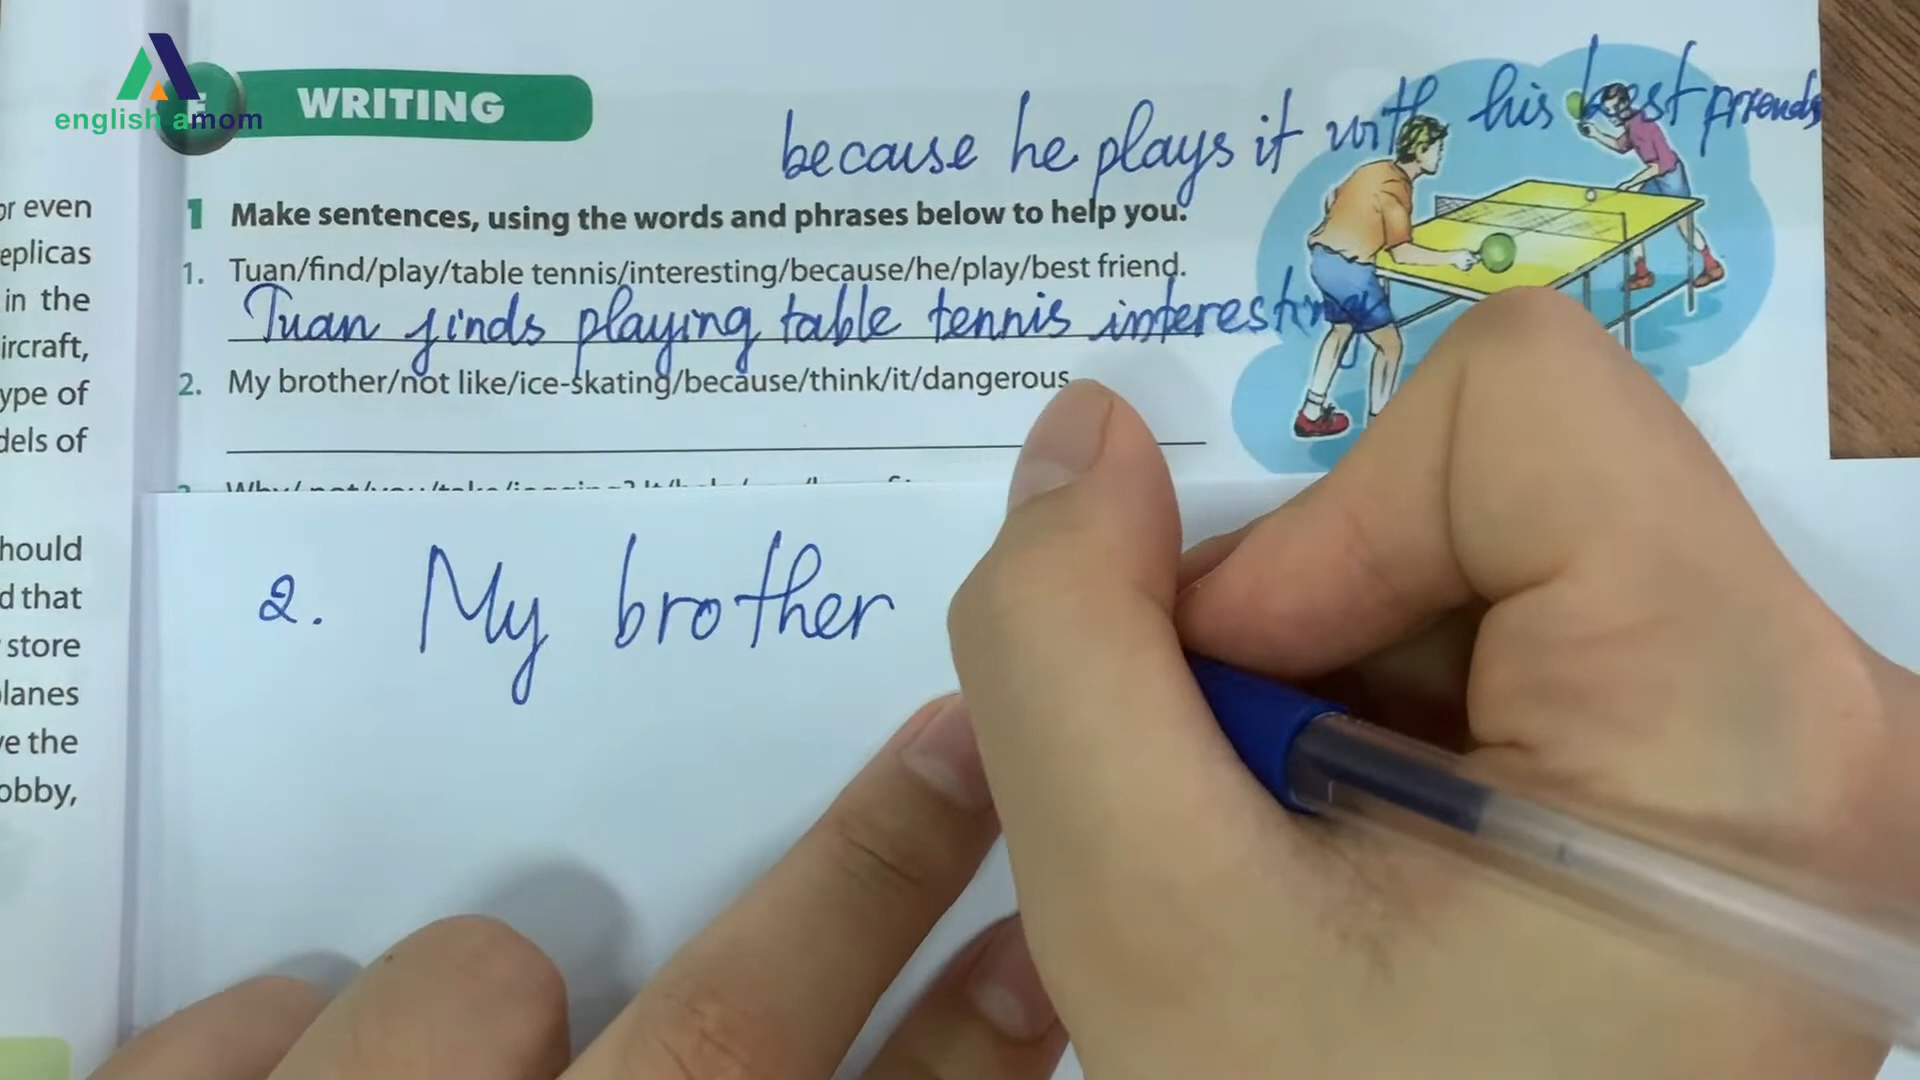 english amom
WRITING
because he plays it with his best friends
1 Make sentences, using the words and phrases below to help you.
1. Tuan/find/play/table tennis/interesting/because/he/play/best friend.
Tuan finds playing table tennis interesting
2. My brother/not like/ice-skating/because/think/it/dangerous
2. My brother
or even
eplicas
in the
ircraft,
ype of
dels of
hould
d that
store
lanes
ve the
obby,